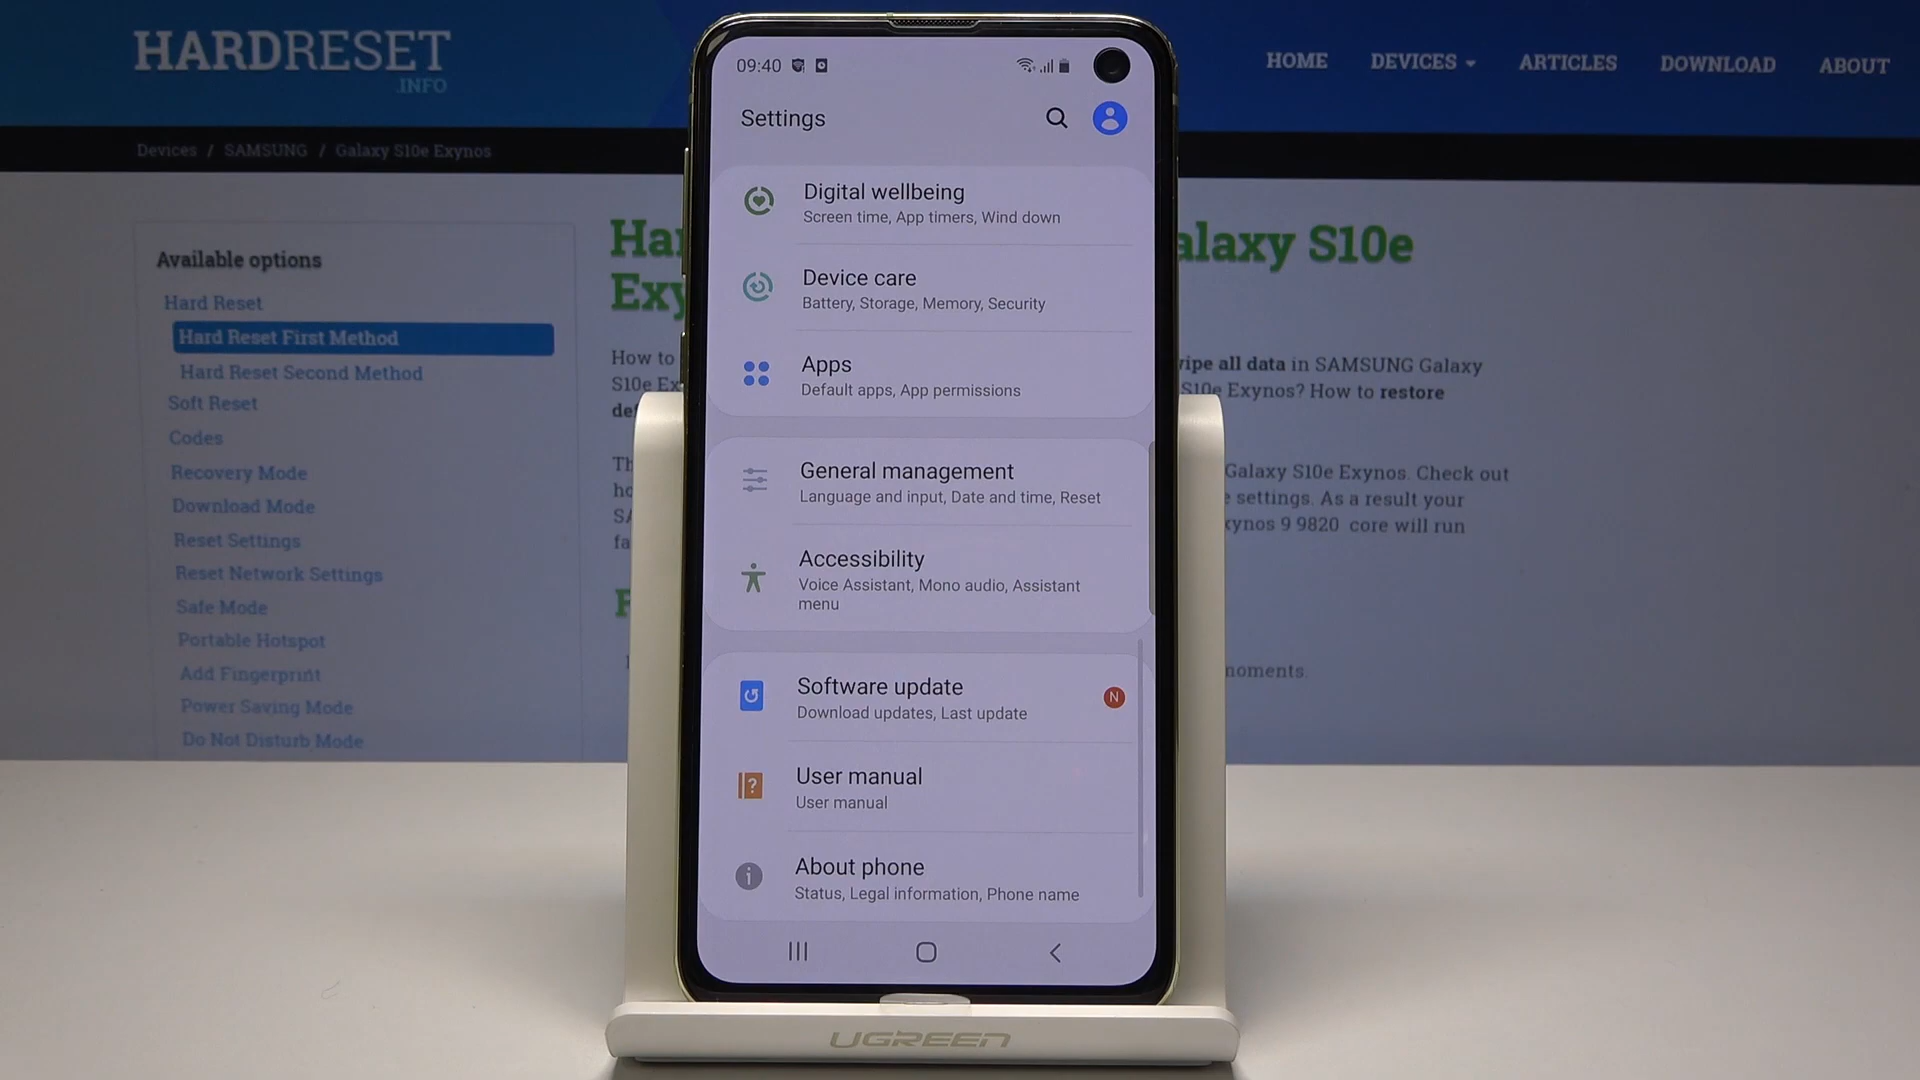 HARDRESET
.INFO
HOME DEVICES ARTICLES DOWNLOAD ABOUT
Devices / SAMSUNG / Galaxy S10e Exynos
Available options
Hard Reset
Hard Reset First Method
Hard Reset Second Method
Soft Reset
Codes
Recovery Mode
Download Mode
Reset Settings
Reset Network Settings
Safe Mode
Portable Hotspot
Add Fingerprint
Power Saving Mode
Do Not Disturb Mode
S10e
How to
S10e
all data in SAMSUNG Galaxy
S10e Exynos? How to restore
Galaxy S10e Exynos. Check out
settings. As a result your
9 9820 core will run
09:40
Settings
Digital wellbeing
Screen time, App timers, Wind down
Device care
Battery, Storage, Memory, Security
Apps
Default apps, App permissions
General management
Language and input, Date and time, Reset
Accessibility
Voice Assistant, Mono audio, Assistant
menu
Software update
Download updates, Last update
N
User manual
User manual
About phone
Status, Legal information, Phone name
UGREEN